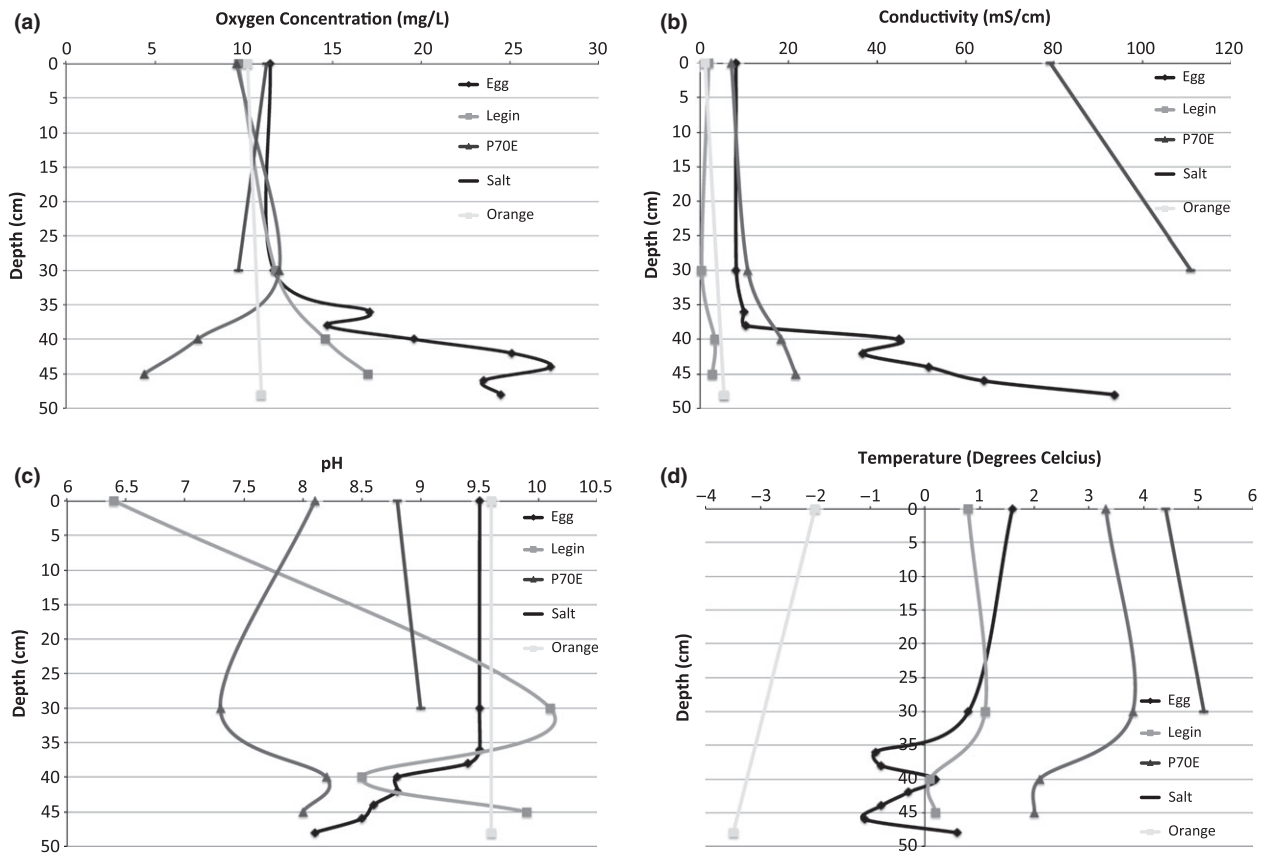 (a)
Oxygen Concentration (mg/L)
0 5 10 15 20 25 30
0
5
10
15
20
25
30
35
40
45
50
Depth (cm)
Egg
Legin
P70E
Salt
Orange
(b)
Conductivity (mS/cm)
0 20 40 60 80 100 120
0
5
10
15
20
25
30
35
40
45
50
Depth (cm)
Egg
Legin
P70E
Salt
Orange
(c)
pH
6 6.5 7 7.5 8 8.5 9 9.5 10 10.5
0
5
10
15
20
25
30
35
40
45
50
Depth (cm)
Egg
Legin
P70E
Salt
Orange
(d)
Temperature (Degrees Celcius)
−4 −3 −2 −1 0 1 2 3 4 5 6
0
5
10
15
20
25
30
35
40
45
50
Depth (cm)
Egg
Legin
P70E
Salt
Orange